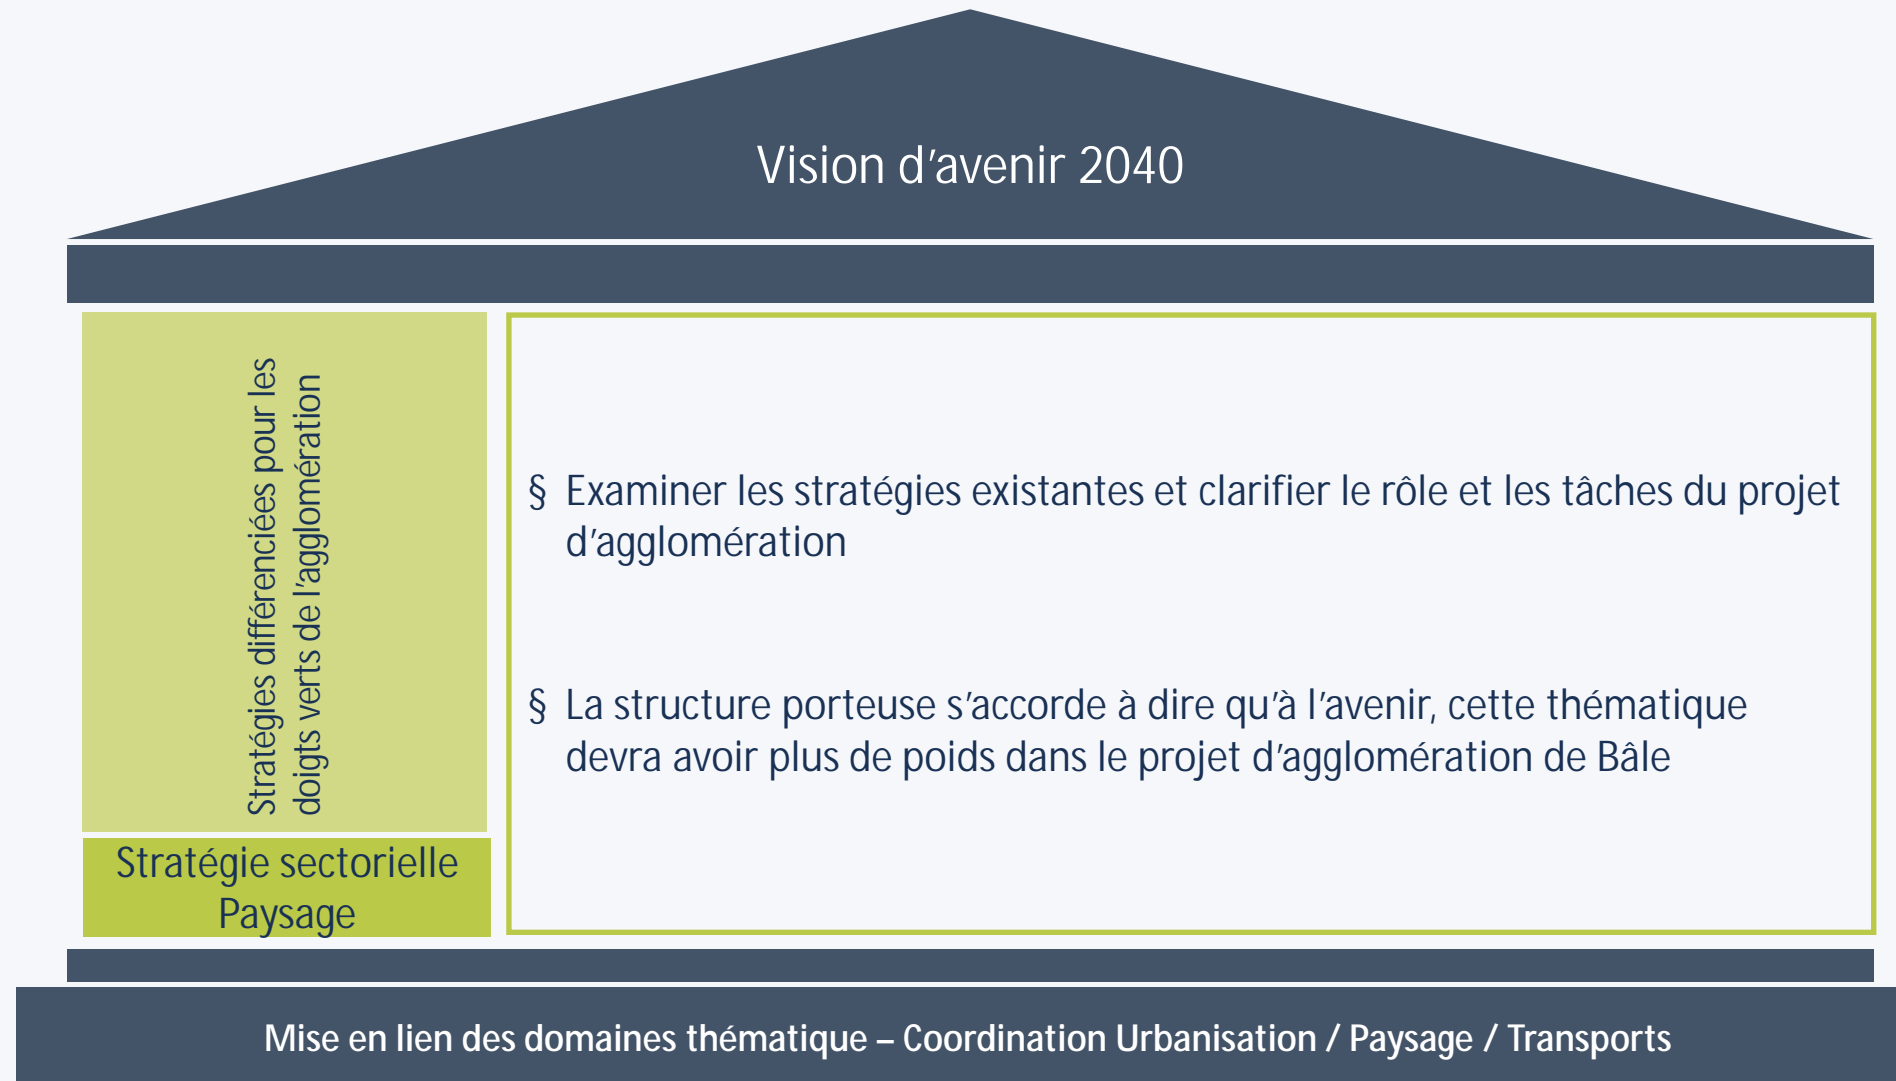 Vision d’avenir 2040
Stratégies différenciées pour les
doigts verts de l’agglomération
Stratégie sectorielle
Paysage
§ Examiner les stratégies existantes et clarifier le rôle et les tâches du projet
d’agglomération
§ La structure porteuse s’accorde à dire qu’à l’avenir, cette thématique
devra avoir plus de poids dans le projet d’agglomération de Bâle
Mise en lien des domaines thématique – Coordination Urbanisation / Paysage / Transports